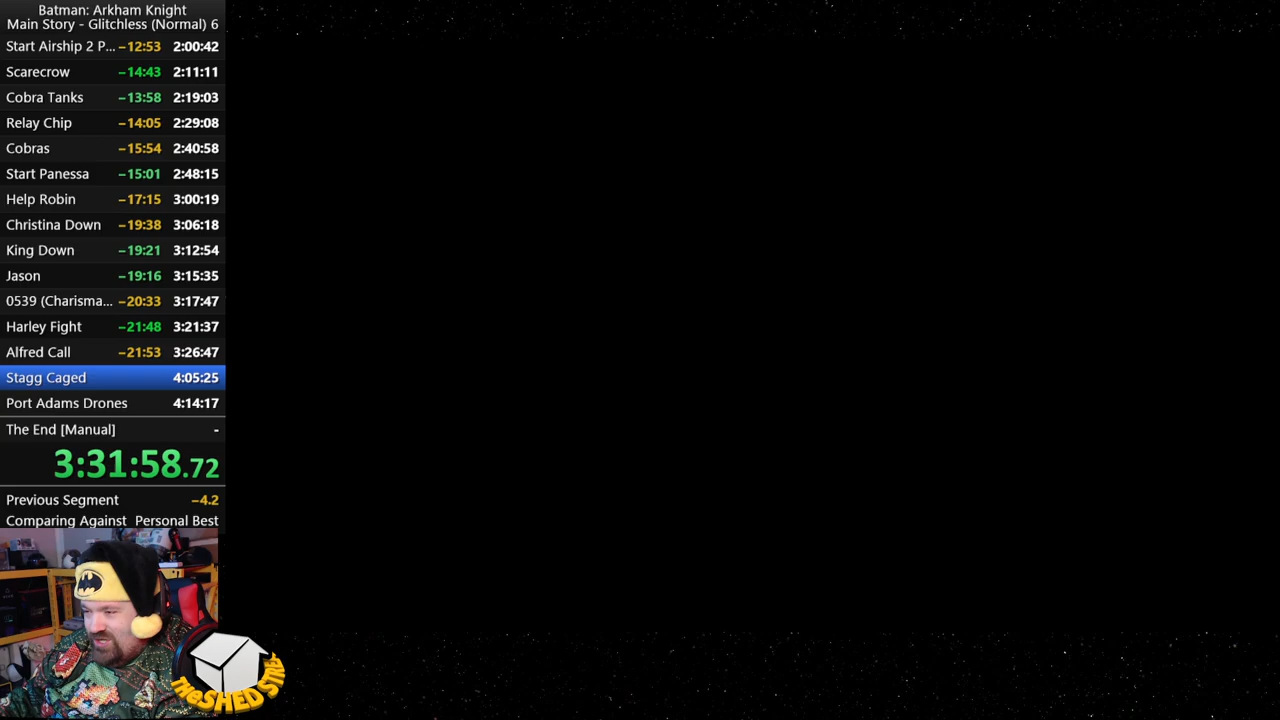 Batman: Arkham Knight
Main Story - Glitchless (Normal) 6
Start Airship 2 P... −12:53 2:00:42
Scarecrow −14:43 2:11:11
Cobra Tanks −13:58 2:19:03
Relay Chip −14:05 2:29:08
Cobras −15:54 2:40:58
Start Panessa −15:01 2:48:15
Help Robin −17:15 3:00:19
Christina Down −19:38 3:06:18
King Down −19:21 3:12:54
Jason −19:16 3:15:35
0539 (Charisma... −20:33 3:17:47
Harley Fight −21:48 3:21:37
Alfred Call −21:53 3:26:47
Stagg Caged 4:05:25
Port Adams Drones 4:14:17
The End [Manual] -
3:31:58.72
Previous Segment −4.2
Comparing Against Personal Best
THE SHED STRE